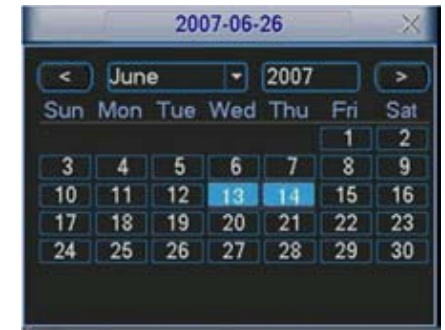 2007-06-26
< June 2007 >
Sun Mon Tue Wed Thu Fri Sat
1 2
3 4 5 6 7 8 9
10 11 12 13 14 15 16
17 18 19 20 21 22 23
24 25 26 27 28 29 30